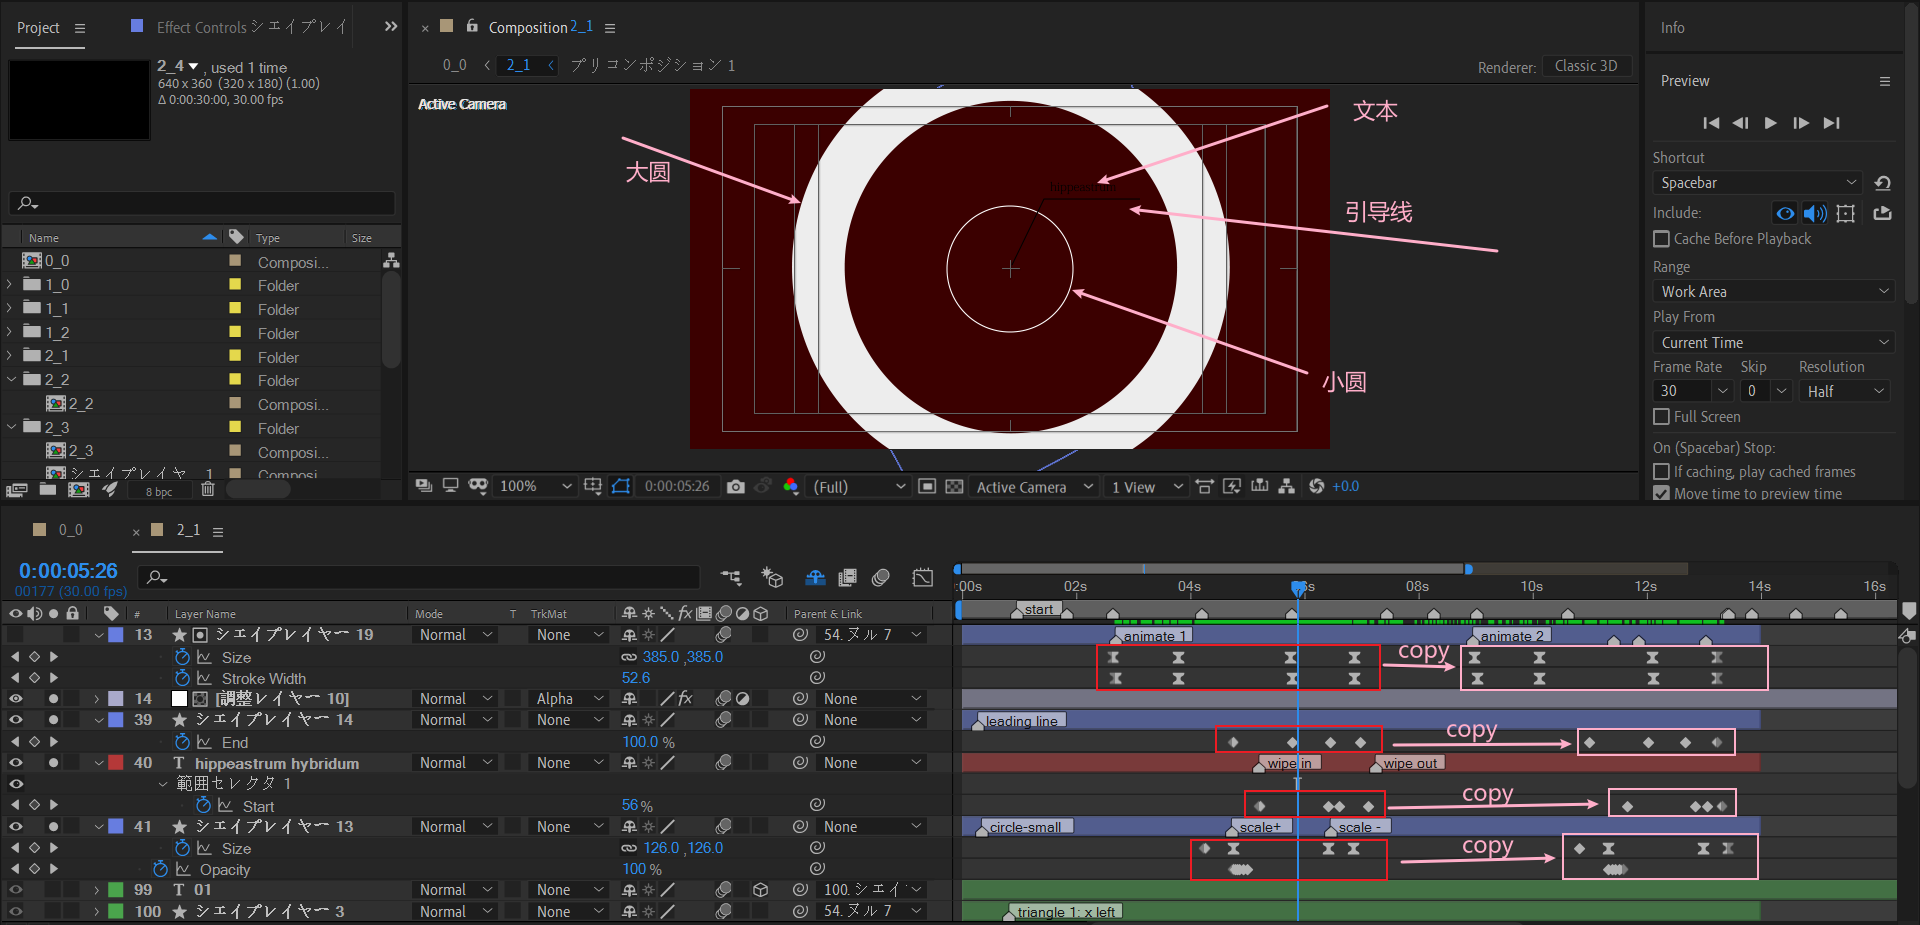 Project
Effect Controls シェイプレイ
2_4 , used 1 time
640 x 360 (320 x 180) (1.00)
Δ 0:00:30:00, 30.00 fps
Name Type Size
0_0 Composi...
1_0 Folder
1_1 Folder
1_2 Folder
2_1 Folder
2_2 Folder
2_2 Composi...
2_3 Folder
2_3 Composi...
シェイプレイヤ 1 Composi
8 bpc
Composition 2_1
0_0 2_1 プリコンポジション 1
Renderer: Classic 3D
Active Camera
大圆
文本
hippeastrum
引导线
小圆
100% 0:00:05:26 (Full) Active Camera 1 View +0.0
Info
Preview
Shortcut
Spacebar
Include:
Cache Before Playback
Range
Work Area
Play From
Current Time
Frame Rate Skip Resolution
30 0 Half
Full Screen
On (Spacebar) Stop:
If caching, play cached frames
Move time to preview time
0_0 2_1
0:00:05:26
00177 (30.00 fps)
:00s 02s 04s 06s 08s 10s 12s 14s 16s
# Layer Name Mode T TrkMat Parent & Link
start
13 シェイプレイヤー 19 Normal None 54. ヌル 7
animate 1 animate 2
Size 385.0,385.0
copy
Stroke Width 52.6
14 [調整レイヤー 10] Normal Alpha None
39 シェイプレイヤー 14 Normal None None
leading line
End 100.0 %
copy
40 hippeastrum hybridum Normal None None
wipe in wipe out
範囲セレクタ 1
Start 56%
copy
41 シェイプレイヤー 13 Normal None None
circle-small scale+ scale -
Size 126.0,126.0
copy
Opacity 100 %
99 01 Normal None 100. シェイ
100 シェイプレイヤー 3 Normal None 54. ヌル 7
triangle 1: x left